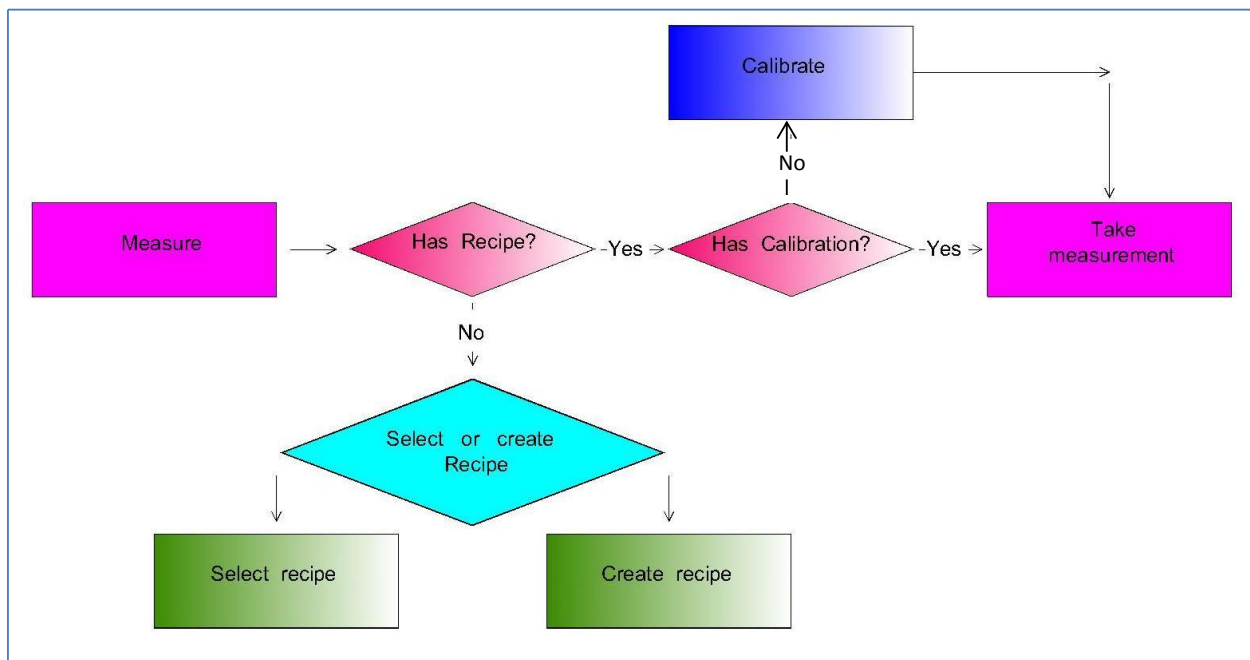 Calibrate
No
Measure
Has Recipe?
Yes
Has Calibration?
Yes
Take
measurement
No
Select or create
Recipe
Select recipe
Create recipe